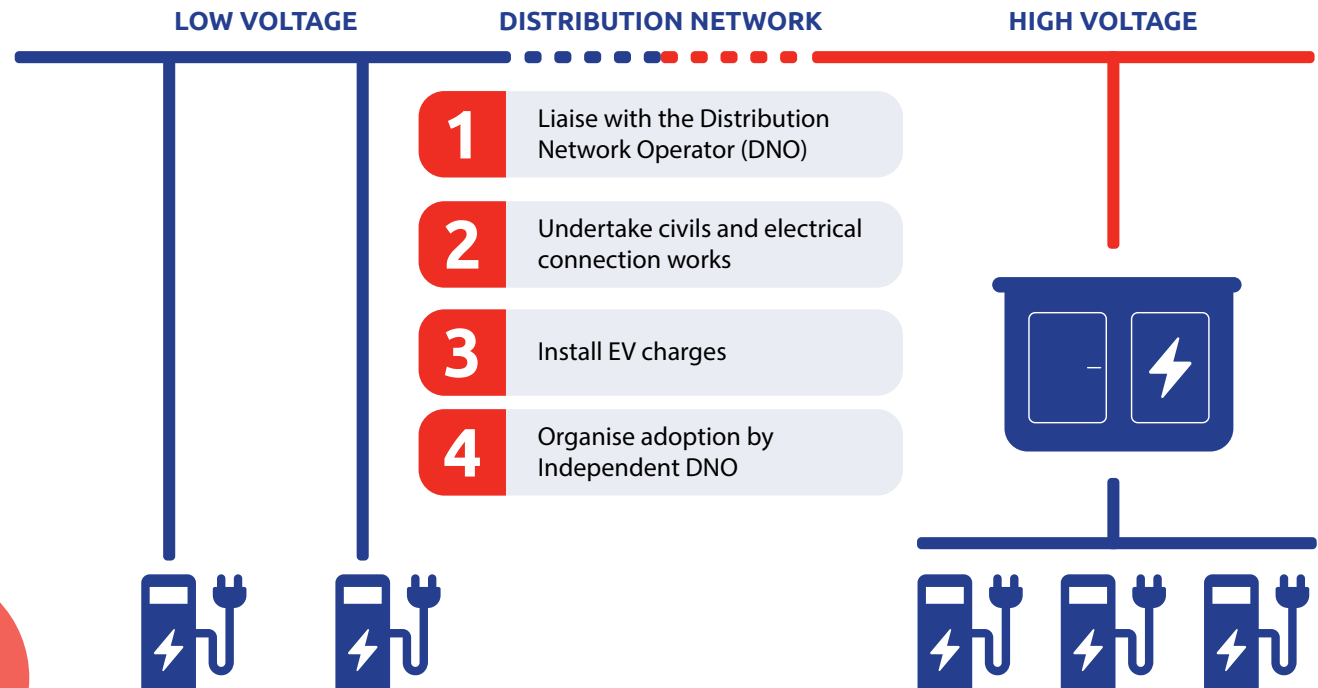 LOW VOLTAGE
DISTRIBUTION NETWORK
HIGH VOLTAGE
1
Liaise with the Distribution
Network Operator (DNO)
2
Undertake civils and electrical
connection works
3
Install EV charges
4
Organise adoption by
Independent DNO